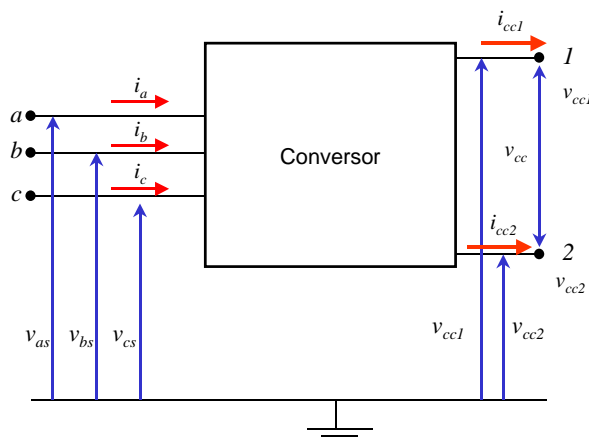 i_cc1
1
i_a
v_cc1
a
i_b
b
Conversor
v_cc
i_c
c
i_cc2
2
v_cc2
v_as
v_bs
v_cs
v_cc1
v_cc2